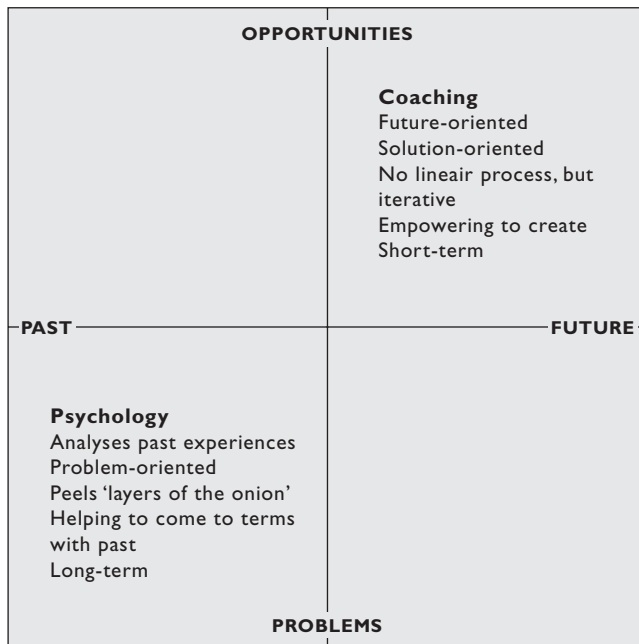 OPPORTUNITIES
Coaching
Future-oriented
Solution-oriented
No lineair process, but
iterative
Empowering to create
Short-term
PAST
FUTURE
Psychology
Analyses past experiences
Problem-oriented
Peels ‘layers of the onion’
Helping to come to terms
with past
Long-term
PROBLEMS